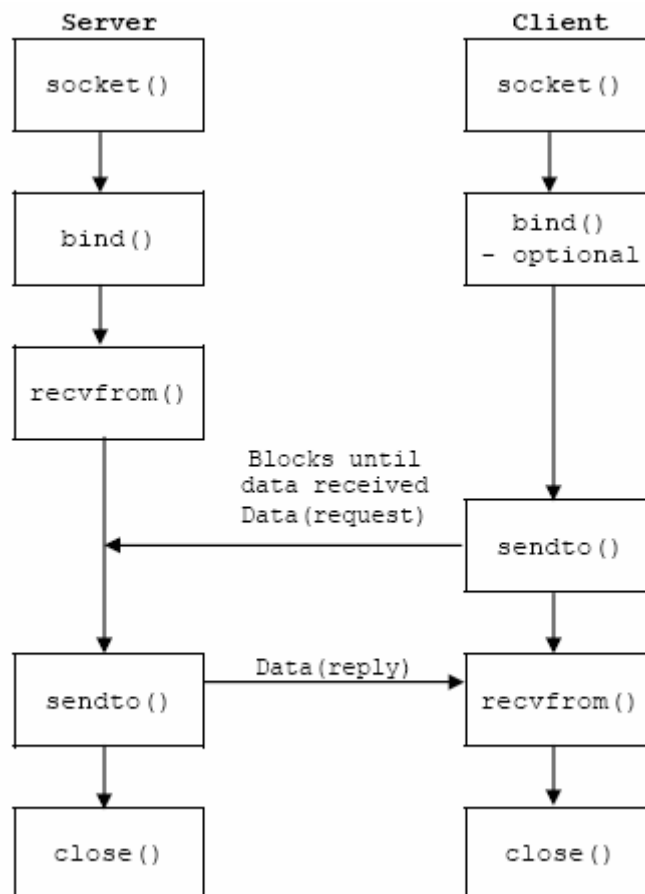 Server
Client
socket()
socket()
bind()
bind()
- optional
recvfrom()
Blocks until
data received
Data(request)
sendto()
sendto()
Data(reply)
recvfrom()
close()
close()